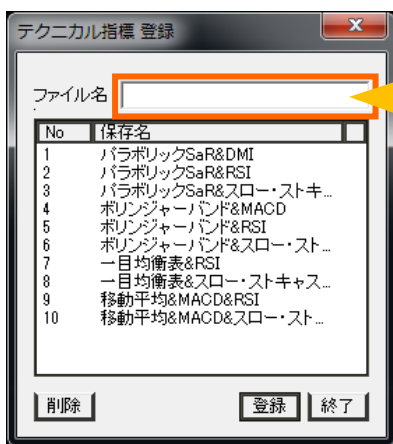 テクニカル指標 登録
ファイル名
No 保存名
1 パラボリックSaR&DMI
2 パラボリックSaR&RSI
3 パラボリックSaR&スロー・ストキ...
4 ボリンジャーバンド&MACD
5 ボリンジャーバンド&RSI
6 ボリンジャーバンド&スロー・スト...
7 一目均衡表&RSI
8 一目均衡表&スロー・ストキャス...
9 移動平均&MACD&RSI
10 移動平均&MACD&スロー・スト...
削除 登録 終了